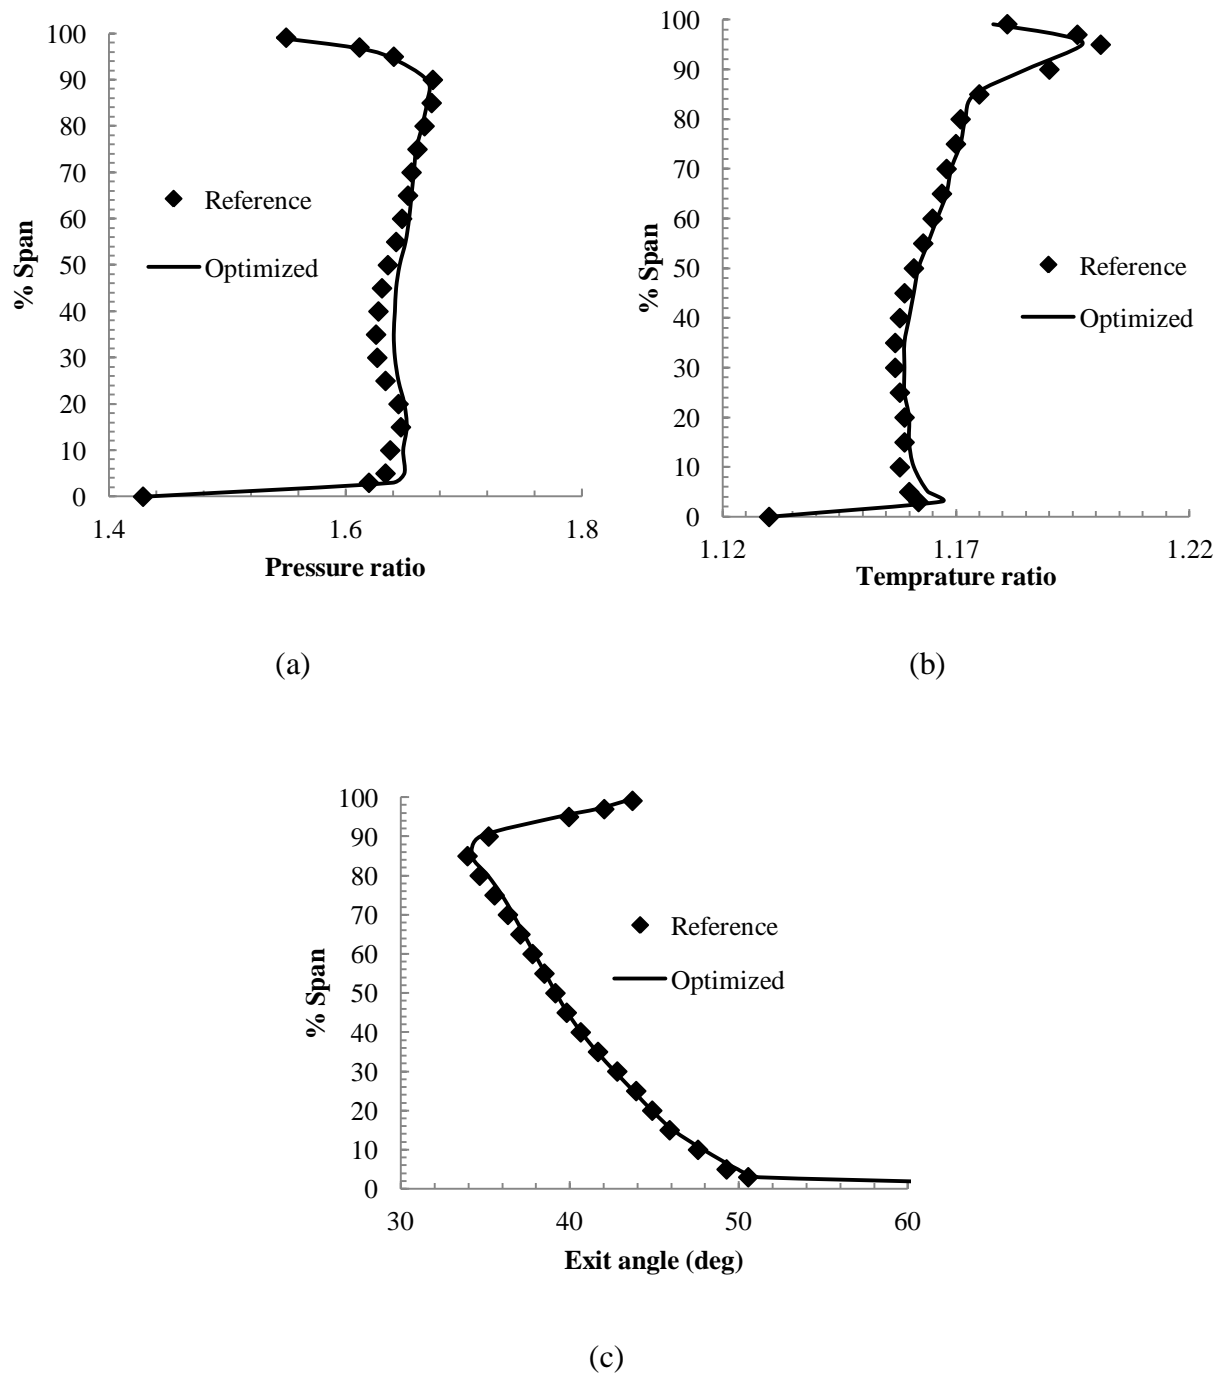 100
90
80
70
60
50
40
30
20
10
0
% Span
Reference
Optimized
1.4
1.6
1.8
Pressure ratio
(a)
100
90
80
70
60
50
40
30
20
10
0
% Span
Reference
Optimized
1.12
1.17
1.22
Temprature ratio
(b)
100
90
80
70
60
50
40
30
20
10
0
% Span
Reference
Optimized
30
40
50
60
Exit angle (deg)
(c)